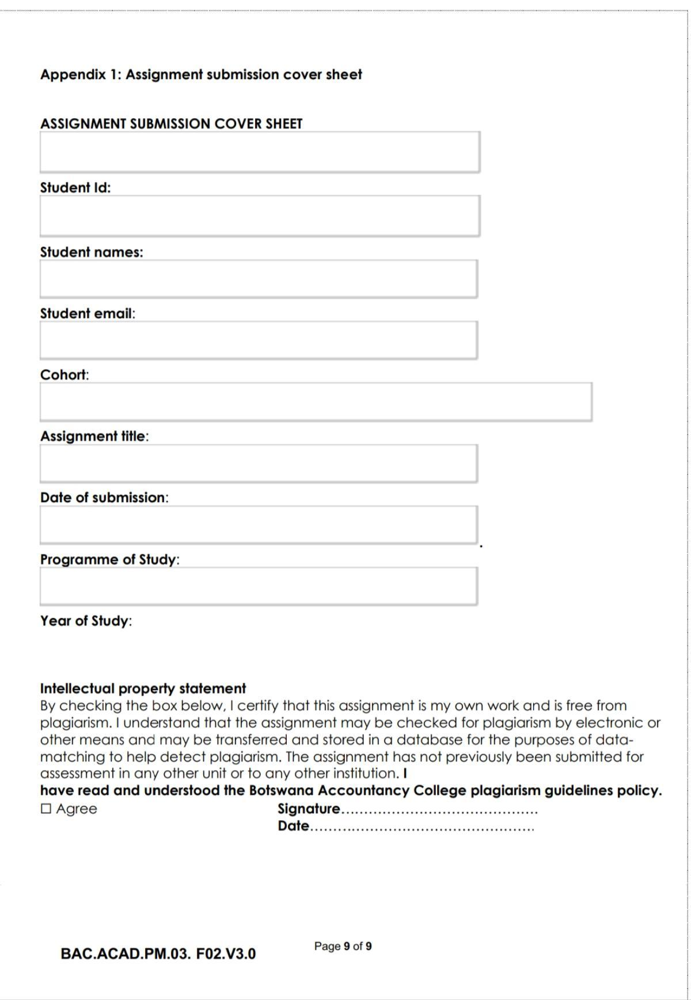 Appendix 1: Assignment submission cover sheet
ASSIGNMENT SUBMISSION COVER SHEET
Student Id:
Student names:
Student email:
Cohort:
Assignment title:
Date of submission:
.
Programme of Study:
Year of Study:
Intellectual property statement
By checking the box below, I certify that this assignment is my own work and is free from
plagiarism. I understand that the assignment may be checked for plagiarism by electronic or
other means and may be transferred and stored in a database for the purposes of data-
matching to help detect plagiarism. The assignment has not previously been submitted for
assessment in any other unit or to any other institution. I
have read and understood the Botswana Accountancy College plagiarism guidelines policy.
☐ Agree Signature...............................................
Date....................................................
Page 9 of 9
BAC.ACAD.PM.03. F02.V3.0